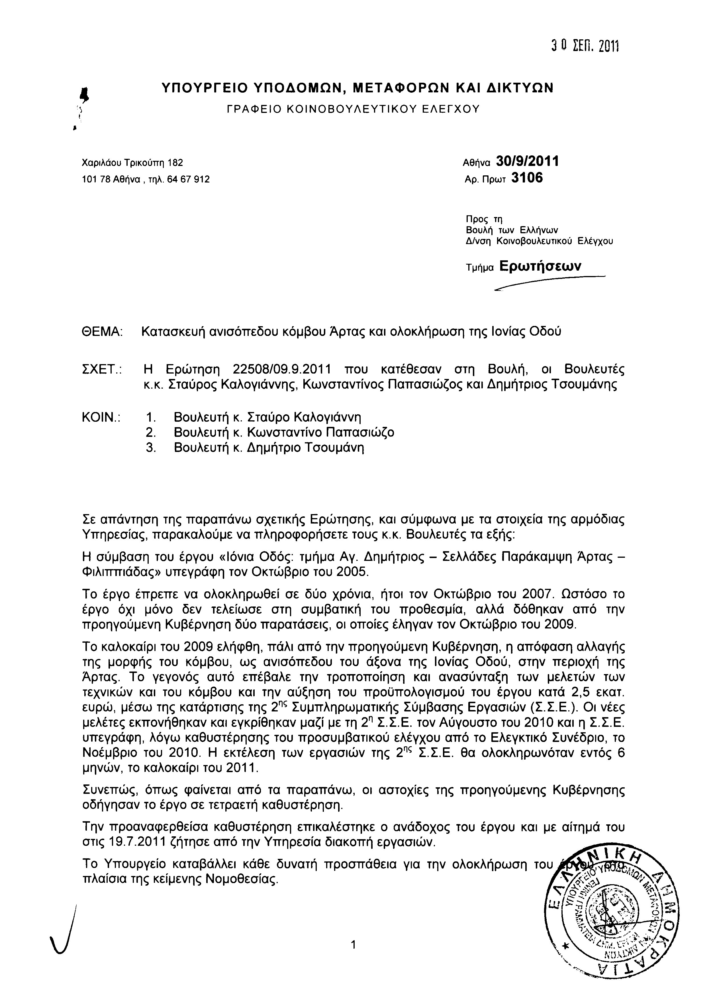 30 ΣΕΠ. 2011
ΥΠΟΥΡΓΕΙΟ ΥΠΟΔΟΜΩΝ, ΜΕΤΑΦΟΡΩΝ ΚΑΙ ΔΙΚΤΥΩΝ
ΓΡΑΦΕΙΟ ΚΟΙΝΟΒΟΥΛΕΥΤΙΚΟΥ ΕΛΕΓΧΟΥ
Χαριλάου Τρικούπη 182
101 78 Αθήνα , τηλ. 64 67 912
Αθήνα 30/9/2011
Αρ. Πρωτ 3106
Προς τη
Βουλή των Ελλήνων
Δ/νση Κοινοβουλευτικού Ελέγχου
Τμήμα Ερωτήσεων
ΘΕΜΑ: Κατασκευή ανισόπεδου κόμβου Άρτας και ολοκλήρωση της Ιονίας Οδού
ΣΧΕΤ.: Η Ερώτηση 22508/09.9.2011 που κατέθεσαν στη Βουλή, οι Βουλευτές
κ.κ. Σταύρος Καλογιάννης, Κωνσταντίνος Παπασιώζος και Δημήτριος Τσουμάνης
ΚΟΙΝ.: 1. Βουλευτή κ. Σταύρο Καλογιάννη
2. Βουλευτή κ. Κωνσταντίνο Παπασιώζο
3. Βουλευτή κ. Δημήτριο Τσουμάνη
Σε απάντηση της παραπάνω σχετικής Ερώτησης, και σύμφωνα με τα στοιχεία της αρμόδιας
Υπηρεσίας, παρακαλούμε να πληροφορήσετε τους κ.κ. Βουλευτές τα εξής:
Η σύμβαση του έργου «Ιόνια Οδός: τμήμα Αγ. Δημήτριος – Σελλάδες Παράκαμψη Άρτας –
Φιλιππιάδας» υπεγράφη τον Οκτώβριο του 2005.
Το έργο έπρεπε να ολοκληρωθεί σε δύο χρόνια, ήτοι τον Οκτώβριο του 2007. Ωστόσο το
έργο όχι μόνο δεν τελείωσε στη συμβατική του προθεσμία, αλλά δόθηκαν από την
προηγούμενη Κυβέρνηση δύο παρατάσεις, οι οποίες έληγαν τον Οκτώβριο του 2009.
Το καλοκαίρι του 2009 ελήφθη, πάλι από την προηγούμενη Κυβέρνηση, η απόφαση αλλαγής
της μορφής του κόμβου, ως ανισόπεδου του άξονα της Ιονίας Οδού, στην περιοχή της
Άρτας. Το γεγονός αυτό επέβαλε την τροποποίηση και ανασύνταξη των μελετών των
τεχνικών και του κόμβου και την αύξηση του προϋπολογισμού του έργου κατά 2,5 εκατ.
ευρώ, μέσω της κατάρτισης της 2ης Συμπληρωματικής Σύμβασης Εργασιών (Σ.Σ.Ε.). Οι νέες
μελέτες εκπονήθηκαν και εγκρίθηκαν μαζί με τη 2η Σ.Σ.Ε. τον Αύγουστο του 2010 και η Σ.Σ.Ε.
υπεγράφη, λόγω καθυστέρησης του προσυμβατικού ελέγχου από το Ελεγκτικό Συνέδριο, το
Νοέμβριο του 2010. Η εκτέλεση των εργασιών της 2ης Σ.Σ.Ε. θα ολοκληρωνόταν εντός 6
μηνών, το καλοκαίρι του 2011.
Συνεπώς, όπως φαίνεται από τα παραπάνω, οι αστοχίες της προηγούμενης Κυβέρνησης
οδήγησαν το έργο σε τετραετή καθυστέρηση.
Την προαναφερθείσα καθυστέρηση επικαλέστηκε ο ανάδοχος του έργου και με αίτημά του
στις 19.7.2011 ζήτησε από την Υπηρεσία διακοπή εργασιών.
Το Υπουργείο καταβάλλει κάθε δυνατή προσπάθεια για την ολοκλήρωση του έργου στα
πλαίσια της κείμενης Νομοθεσίας.
ΕΛΛΗΝΙΚΗ ΔΗΜΟΚΡΑΤΙΑ
ΥΠΟΥΡΓΕΙΟ ΥΠΟΔΟΜΩΝ ΜΕΤΑΦΟΡΩΝ ΚΑΙ ΔΙΚΤΥΩΝ
1